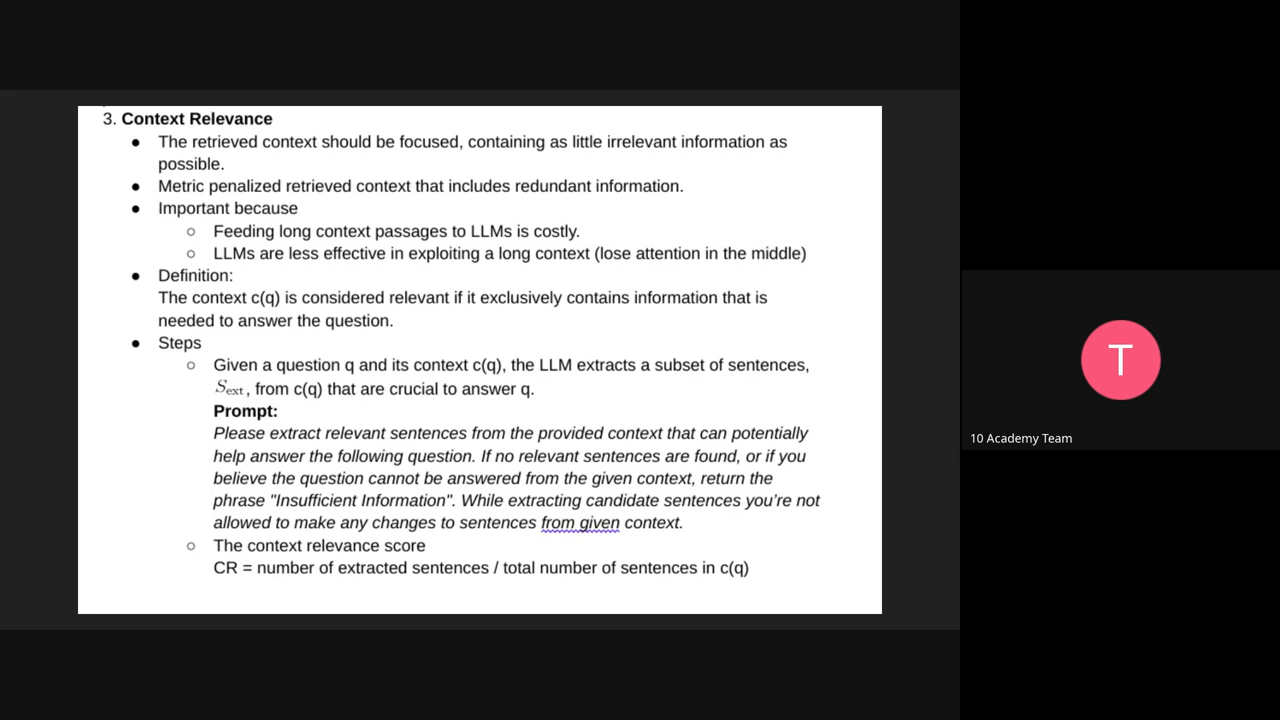 3. Context Relevance
● The retrieved context should be focused, containing as little irrelevant information as
possible.
● Metric penalized retrieved context that includes redundant information.
● Important because
○ Feeding long context passages to LLMs is costly.
○ LLMs are less effective in exploiting a long context (lose attention in the middle)
● Definition:
The context c(q) is considered relevant if it exclusively contains information that is
needed to answer the question.
● Steps
○ Given a question q and its context c(q), the LLM extracts a subset of sentences,
S_ext, from c(q) that are crucial to answer q.
Prompt:
Please extract relevant sentences from the provided context that can potentially
help answer the following question. If no relevant sentences are found, or if you
believe the question cannot be answered from the given context, return the
phrase "Insufficient Information". While extracting candidate sentences you're not
allowed to make any changes to sentences from given context.
○ The context relevance score
CR = number of extracted sentences / total number of sentences in c(q)
T
10 Academy Team